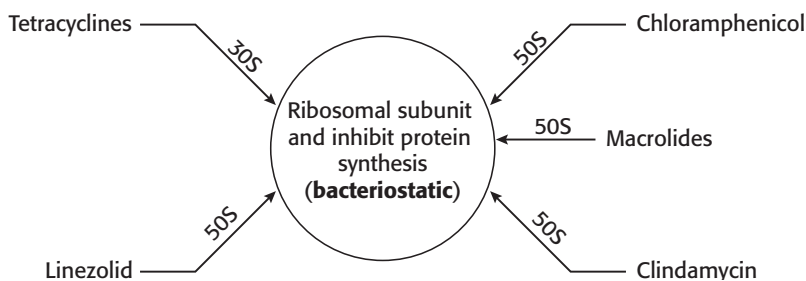 Tetracyclines
30S
Chloramphenicol
50S
Ribosomal subunit
and inhibit protein
synthesis
(bacteriostatic)
50S
Macrolides
Linezolid
50S
Clindamycin
50S